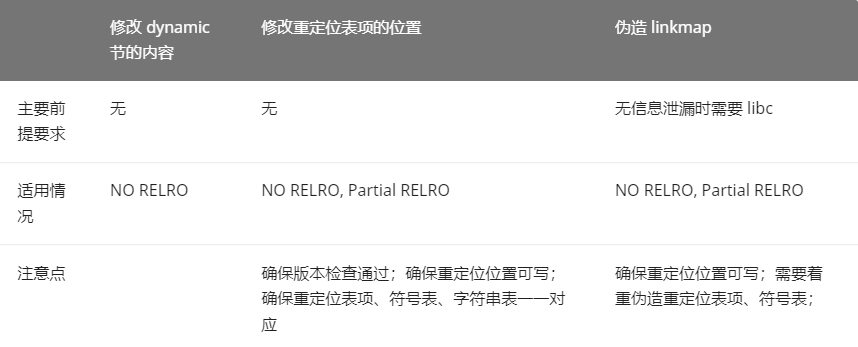 修改 dynamic 节的内容
修改重定位表项的位置
伪造 linkmap
主要前提要求
无
无
无信息泄漏时需要 libc
适用情况
NO RELRO
NO RELRO, Partial RELRO
NO RELRO, Partial RELRO
注意点
确保版本检查通过；确保重定位位置可写；
确保重定位表项、符号表、字符串表一一对
应
确保重定位位置可写；需要着
重伪造重定位表项、符号表；